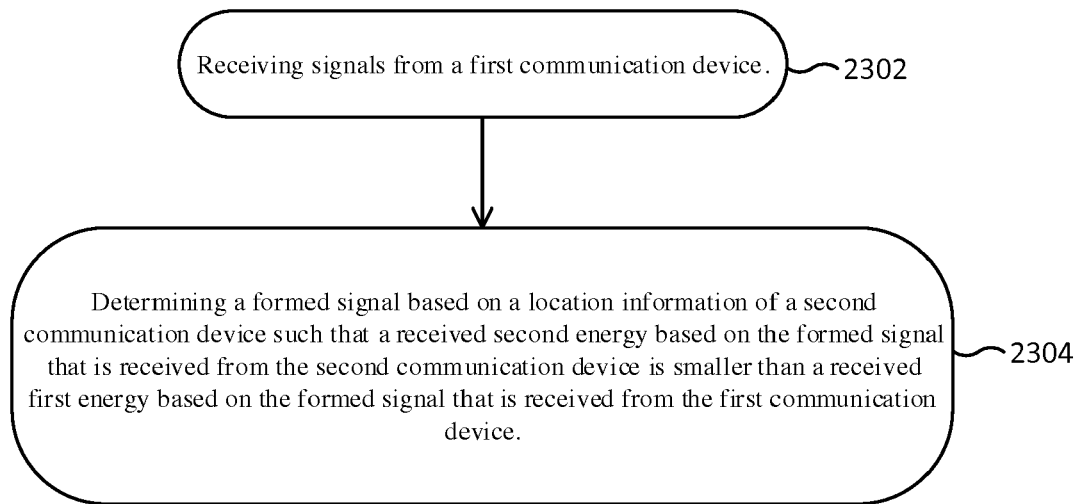 Receiving signals from a first communication device.
2302
Determining a formed signal based on a location information of a second
communication device such that a received second energy based on the formed signal
that is received from the second communication device is smaller than a received
first energy based on the formed signal that is received from the first communication
device.
2304